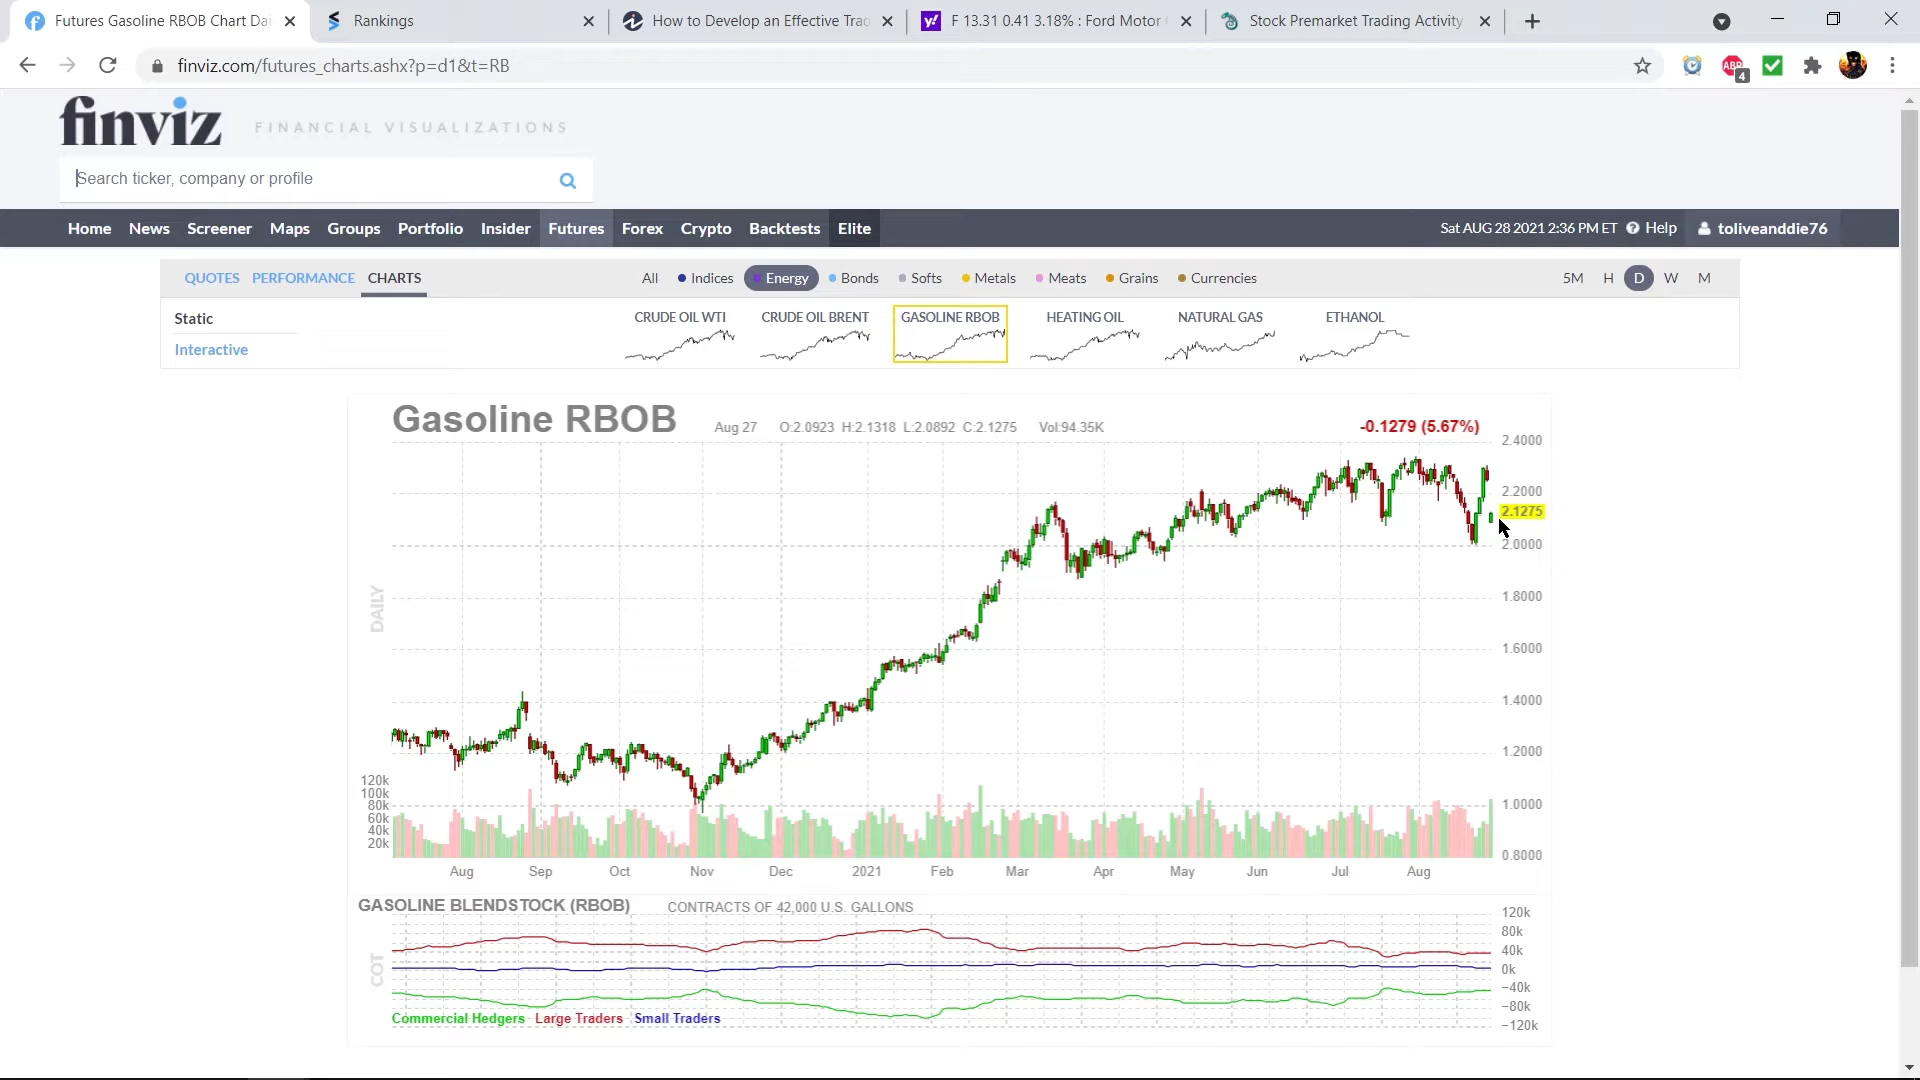 Futures Gasoline RBOB Chart Dai
Rankings
How to Develop an Effective Trad
F 13.31 0.41 3.18% : Ford Motor
Stock Premarket Trading Activity
finviz.com/futures_charts.ashx?p=d1&t=RB
ABP
4
finviz
FINANCIAL VISUALIZATIONS
Search ticker, company or profile
Home News Screener Maps Groups Portfolio Insider Futures Forex Crypto Backtests Elite
Sat AUG 28 2021 2:36 PM ET Help toliveanddie76
QUOTES PERFORMANCE CHARTS
All Indices Energy Bonds Softs Metals Meats Grains Currencies
5M H D W M
Static
Interactive
CRUDE OIL WTI CRUDE OIL BRENT GASOLINE RBOB HEATING OIL NATURAL GAS ETHANOL
Gasoline RBOB Aug 27 O:2.0923 H:2.1318 L:2.0892 C:2.1275 Vol:94.35K -0.1279 (5.67%)
2.4000
2.2000
2.1275
2.0000
1.8000
1.6000
1.4000
1.2000
1.0000
0.8000
DAILY
120k
100k
80k
60k
40k
20k
Aug Sep Oct Nov Dec 2021 Feb Mar Apr May Jun Jul Aug
GASOLINE BLENDSTOCK (RBOB) CONTRACTS OF 42,000 U.S. GALLONS
120k
80k
40k
0k
-40k
-80k
-120k
COT
Commercial Hedgers Large Traders Small Traders